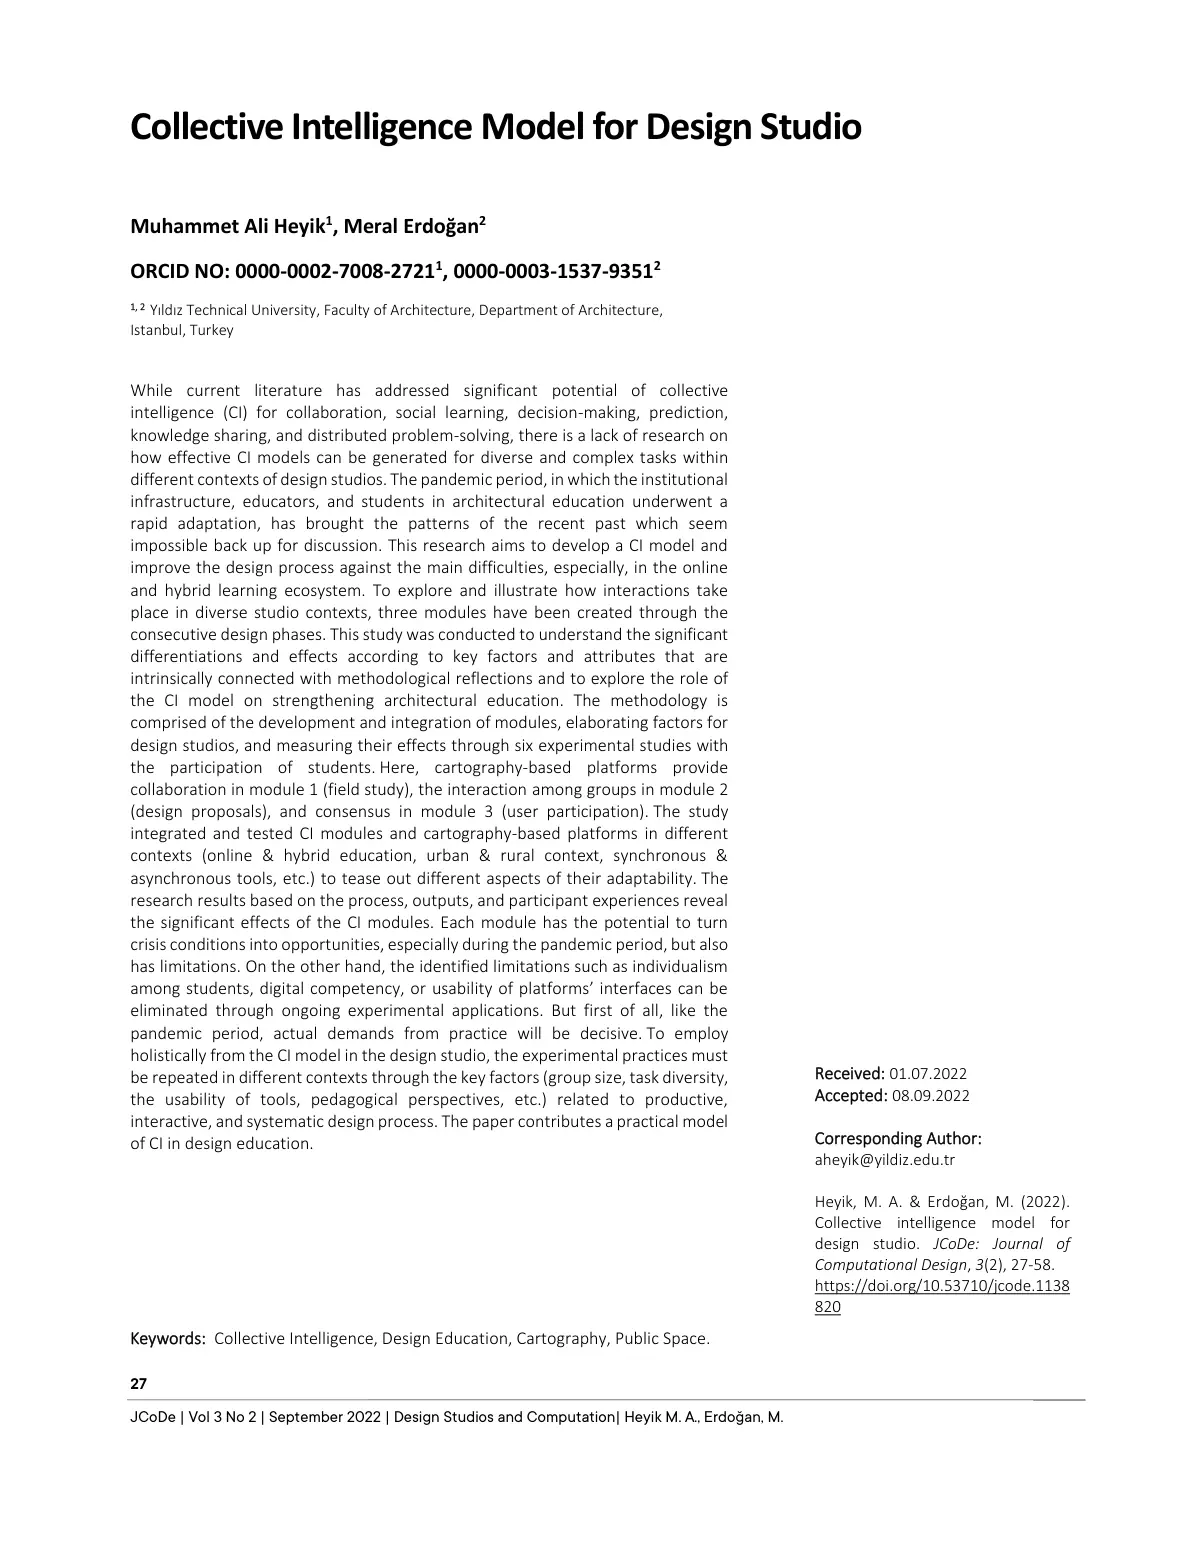 Collective Intelligence Model for Design Studio
Muhammet Ali Heyik1, Meral Erdoğan2
ORCID NO: 0000-0002-7008-27211, 0000-0003-1537-93512
1, 2 Yıldız Technical University, Faculty of Architecture, Department of Architecture,
Istanbul, Turkey
While current literature has addressed significant potential of collective
intelligence (CI) for collaboration, social learning, decision-making, prediction,
knowledge sharing, and distributed problem-solving, there is a lack of research on
how effective CI models can be generated for diverse and complex tasks within
different contexts of design studios. The pandemic period, in which the institutional
infrastructure, educators, and students in architectural education underwent a
rapid adaptation, has brought the patterns of the recent past which seem
impossible back up for discussion. This research aims to develop a CI model and
improve the design process against the main difficulties, especially, in the online
and hybrid learning ecosystem. To explore and illustrate how interactions take
place in diverse studio contexts, three modules have been created through the
consecutive design phases. This study was conducted to understand the significant
differentiations and effects according to key factors and attributes that are
intrinsically connected with methodological reflections and to explore the role of
the CI model on strengthening architectural education. The methodology is
comprised of the development and integration of modules, elaborating factors for
design studios, and measuring their effects through six experimental studies with
the participation of students. Here, cartography-based platforms provide
collaboration in module 1 (field study), the interaction among groups in module 2
(design proposals), and consensus in module 3 (user participation). The study
integrated and tested CI modules and cartography-based platforms in different
contexts (online & hybrid education, urban & rural context, synchronous &
asynchronous tools, etc.) to tease out different aspects of their adaptability. The
research results based on the process, outputs, and participant experiences reveal
the significant effects of the CI modules. Each module has the potential to turn
crisis conditions into opportunities, especially during the pandemic period, but also
has limitations. On the other hand, the identified limitations such as individualism
among students, digital competency, or usability of platforms’ interfaces can be
eliminated through ongoing experimental applications. But first of all, like the
pandemic period, actual demands from practice will be decisive. To employ
holistically from the CI model in the design studio, the experimental practices must
be repeated in different contexts through the key factors (group size, task diversity,
the usability of tools, pedagogical perspectives, etc.) related to productive,
interactive, and systematic design process. The paper contributes a practical model
of CI in design education.
Received: 01.07.2022
Accepted: 08.09.2022
Corresponding Author:
aheyik@yildiz.edu.tr
Heyik, M. A. & Erdoğan, M. (2022).
Collective intelligence model for
design studio. JCoDe: Journal of
Computational Design, 3(2), 27-58.
https://doi.org/10.53710/jcode.1138
820
Keywords: Collective Intelligence, Design Education, Cartography, Public Space.
27
JCoDe | Vol 3 No 2 | September 2022 | Design Studios and Computation| Heyik M. A., Erdoğan, M.